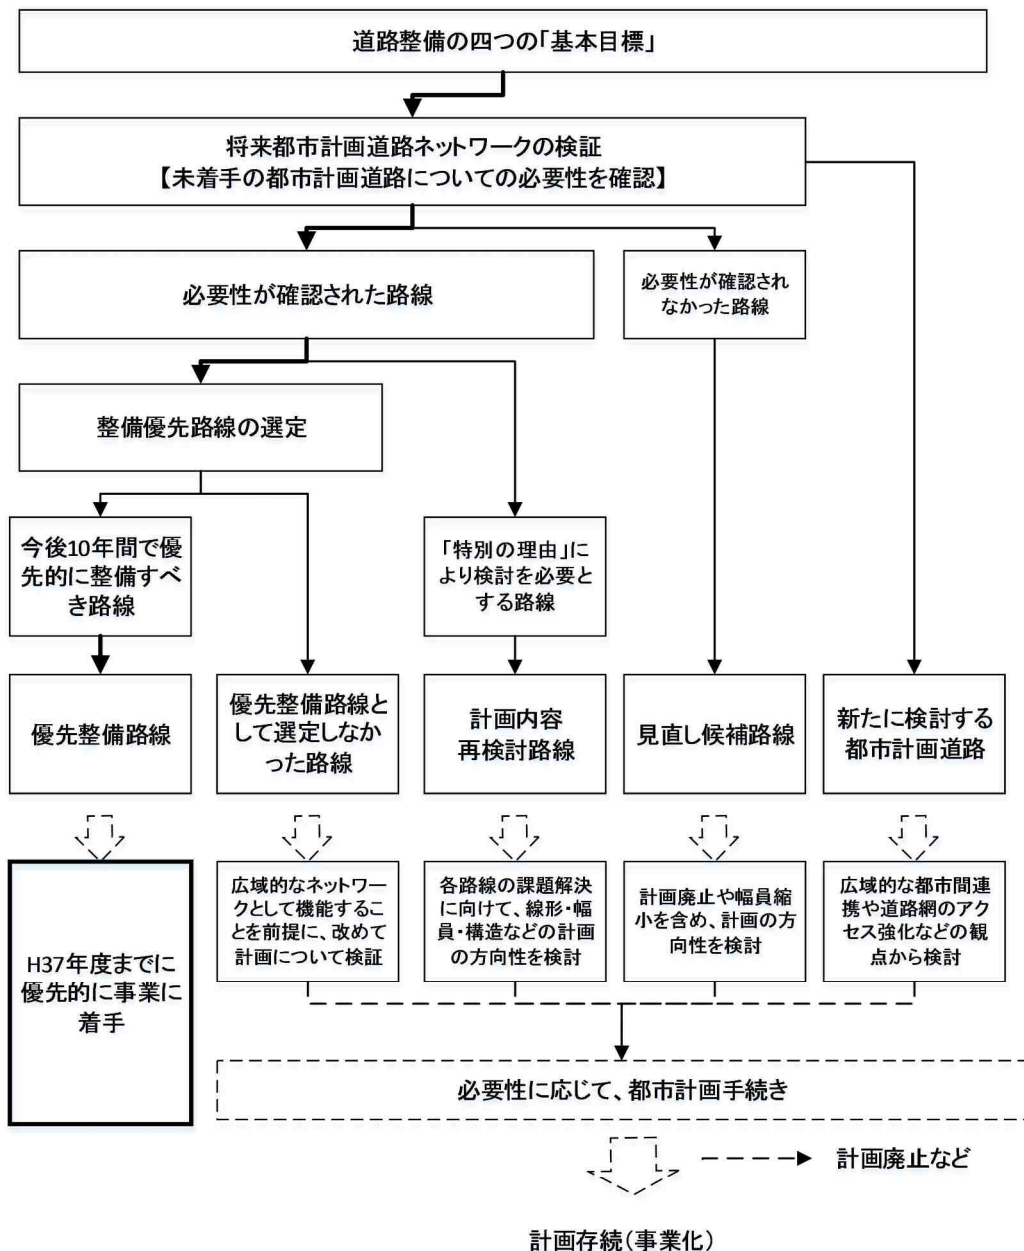 道路整備の四つの「基本目標」
将来都市計画道路ネットワークの検証
【未着手の都市計画道路についての必要性を確認】
必要性が確認された路線
必要性が確認され
なかった路線
整備優先路線の選定
今後10年間で優
先的に整備すべ
き路線
「特別の理由」に
より検討を必要と
する路線
優先整備路線
優先整備路線と
して選定しなか
った路線
計画内容
再検討路線
見直し候補路線
新たに検討する
都市計画道路
H37年度までに
優先的に事業に
着手
広域的なネットワー
クとして機能するこ
とを前提に、改めて
計画について検証
各路線の課題解決
に向けて、線形・幅
員・構造などの計画
の方向性を検討
計画廃止や幅員縮
小を含め、計画の方
向性を検討
広域的な都市間連
携や道路網のアク
セス強化などの観
点から検討
必要性に応じて、都市計画手続き
計画廃止など
計画存続(事業化)